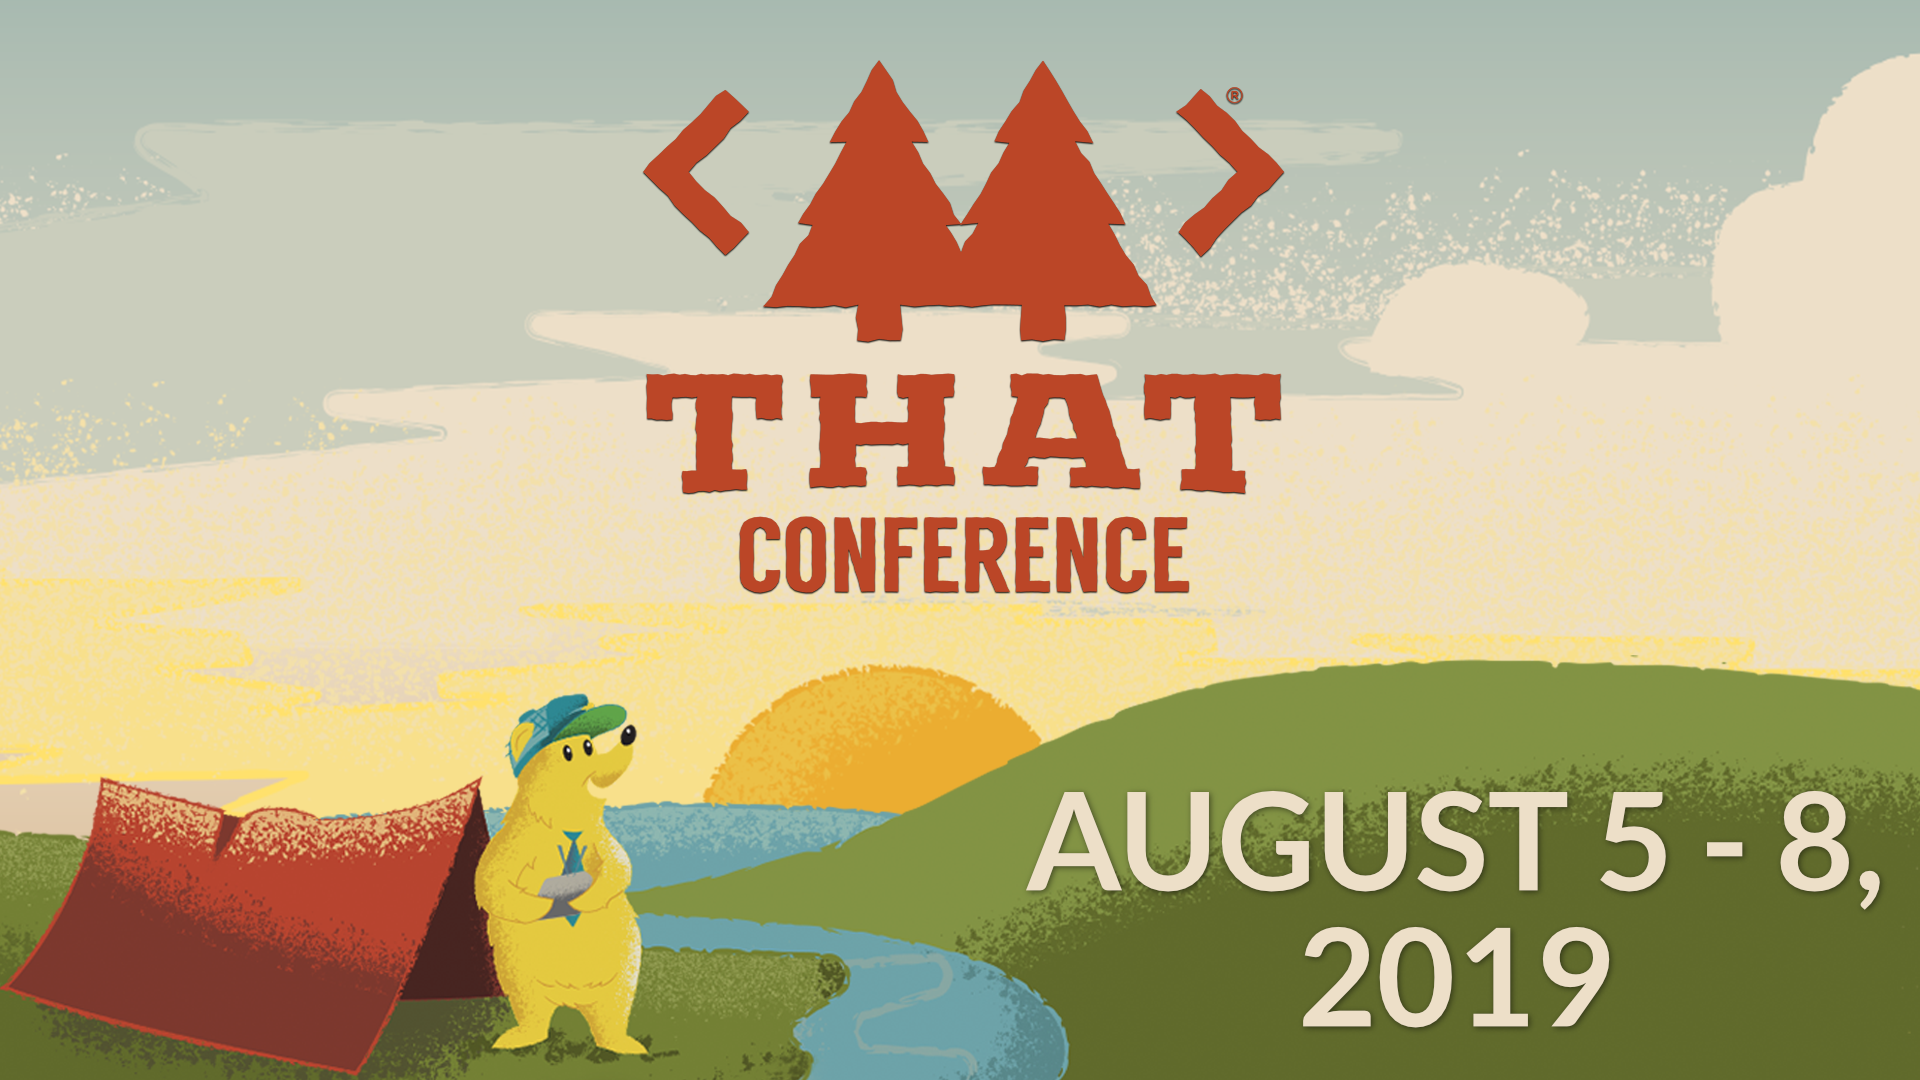 ®
THAT
CONFERENCE
AUGUST 5 - 8,
2019